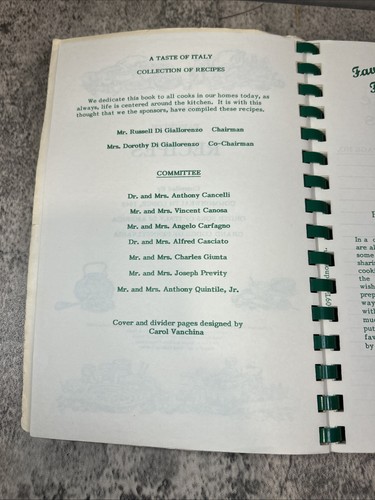 A TASTE OF ITALY
COLLECTION OF RECIPES
We dedicate this book to all cooks in our homes today, as
always, life is centered around the kitchen. It is with this
thought that we the sponsors, have compiled these recipes.
Mr. Russell Di Giallorenzo Chairman
Mrs. Dorothy Di Giallorenzo Co-Chairman
COMMITTEE
Dr. and Mrs. Anthony Cancelli
Mr. and Mrs. Vincent Canosa
Mr. and Mrs. Angelo Carfagno
Dr. and Mrs. Alfred Casciato
Mr. and Mrs. Charles Giunta
Mr. and Mrs. Joseph Previty
Mr. and Mrs. Anthony Quintile, Jr.
Cover and divider pages designed by
Carol Vanchina
In a
are al
some
sharin
cooki
the
wish
prep
way
with
muc
put
fav
by